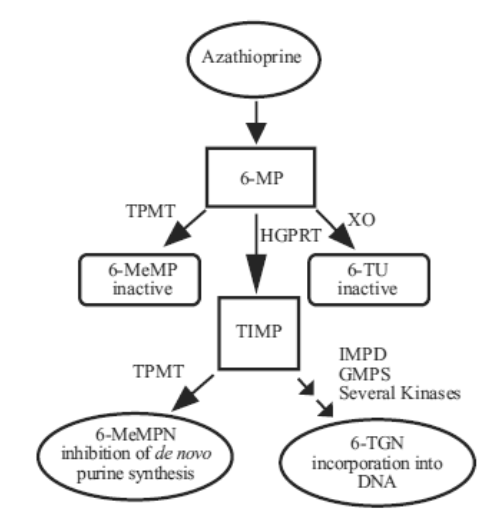 Azathioprine
6-MP
TPMT
XO
HGPRT
6-MeMP
inactive
6-TU
inactive
TIMP
TPMT
IMPD
GMPS
Several Kinases
6-MeMPN
inhibition of de novo
purine synthesis
6-TGN
incorporation into
DNA